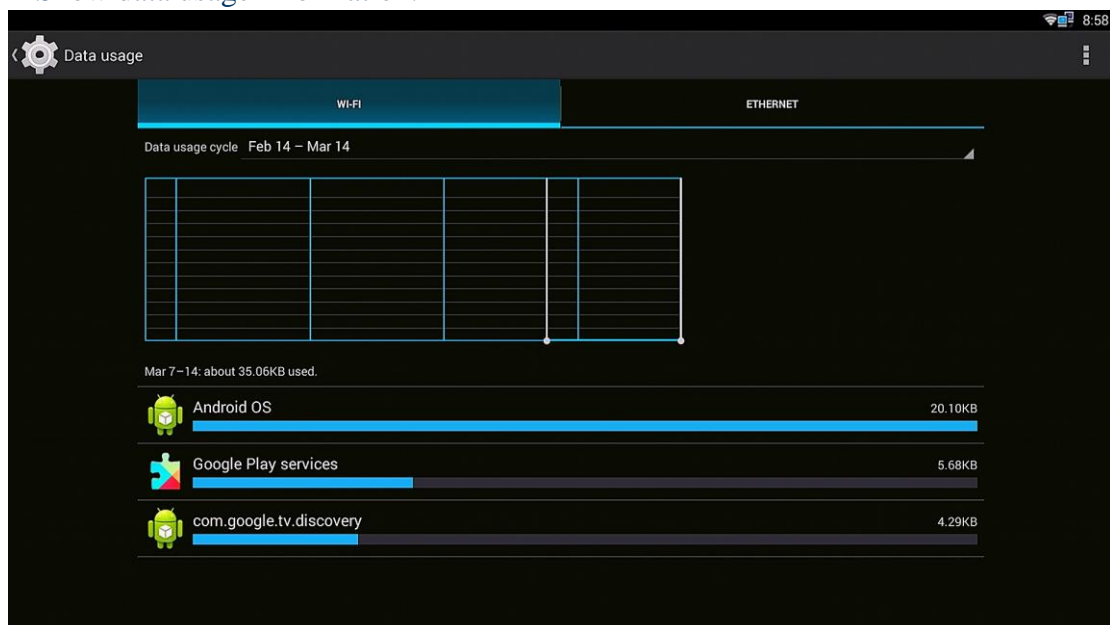 8:58
Data usage
WI-FI
ETHERNET
Data usage cycle Feb 14 – Mar 14
Mar 7–14: about 35.06KB used.
Android OS
20.10KB
Google Play services
5.68KB
com.google.tv.discovery
4.29KB